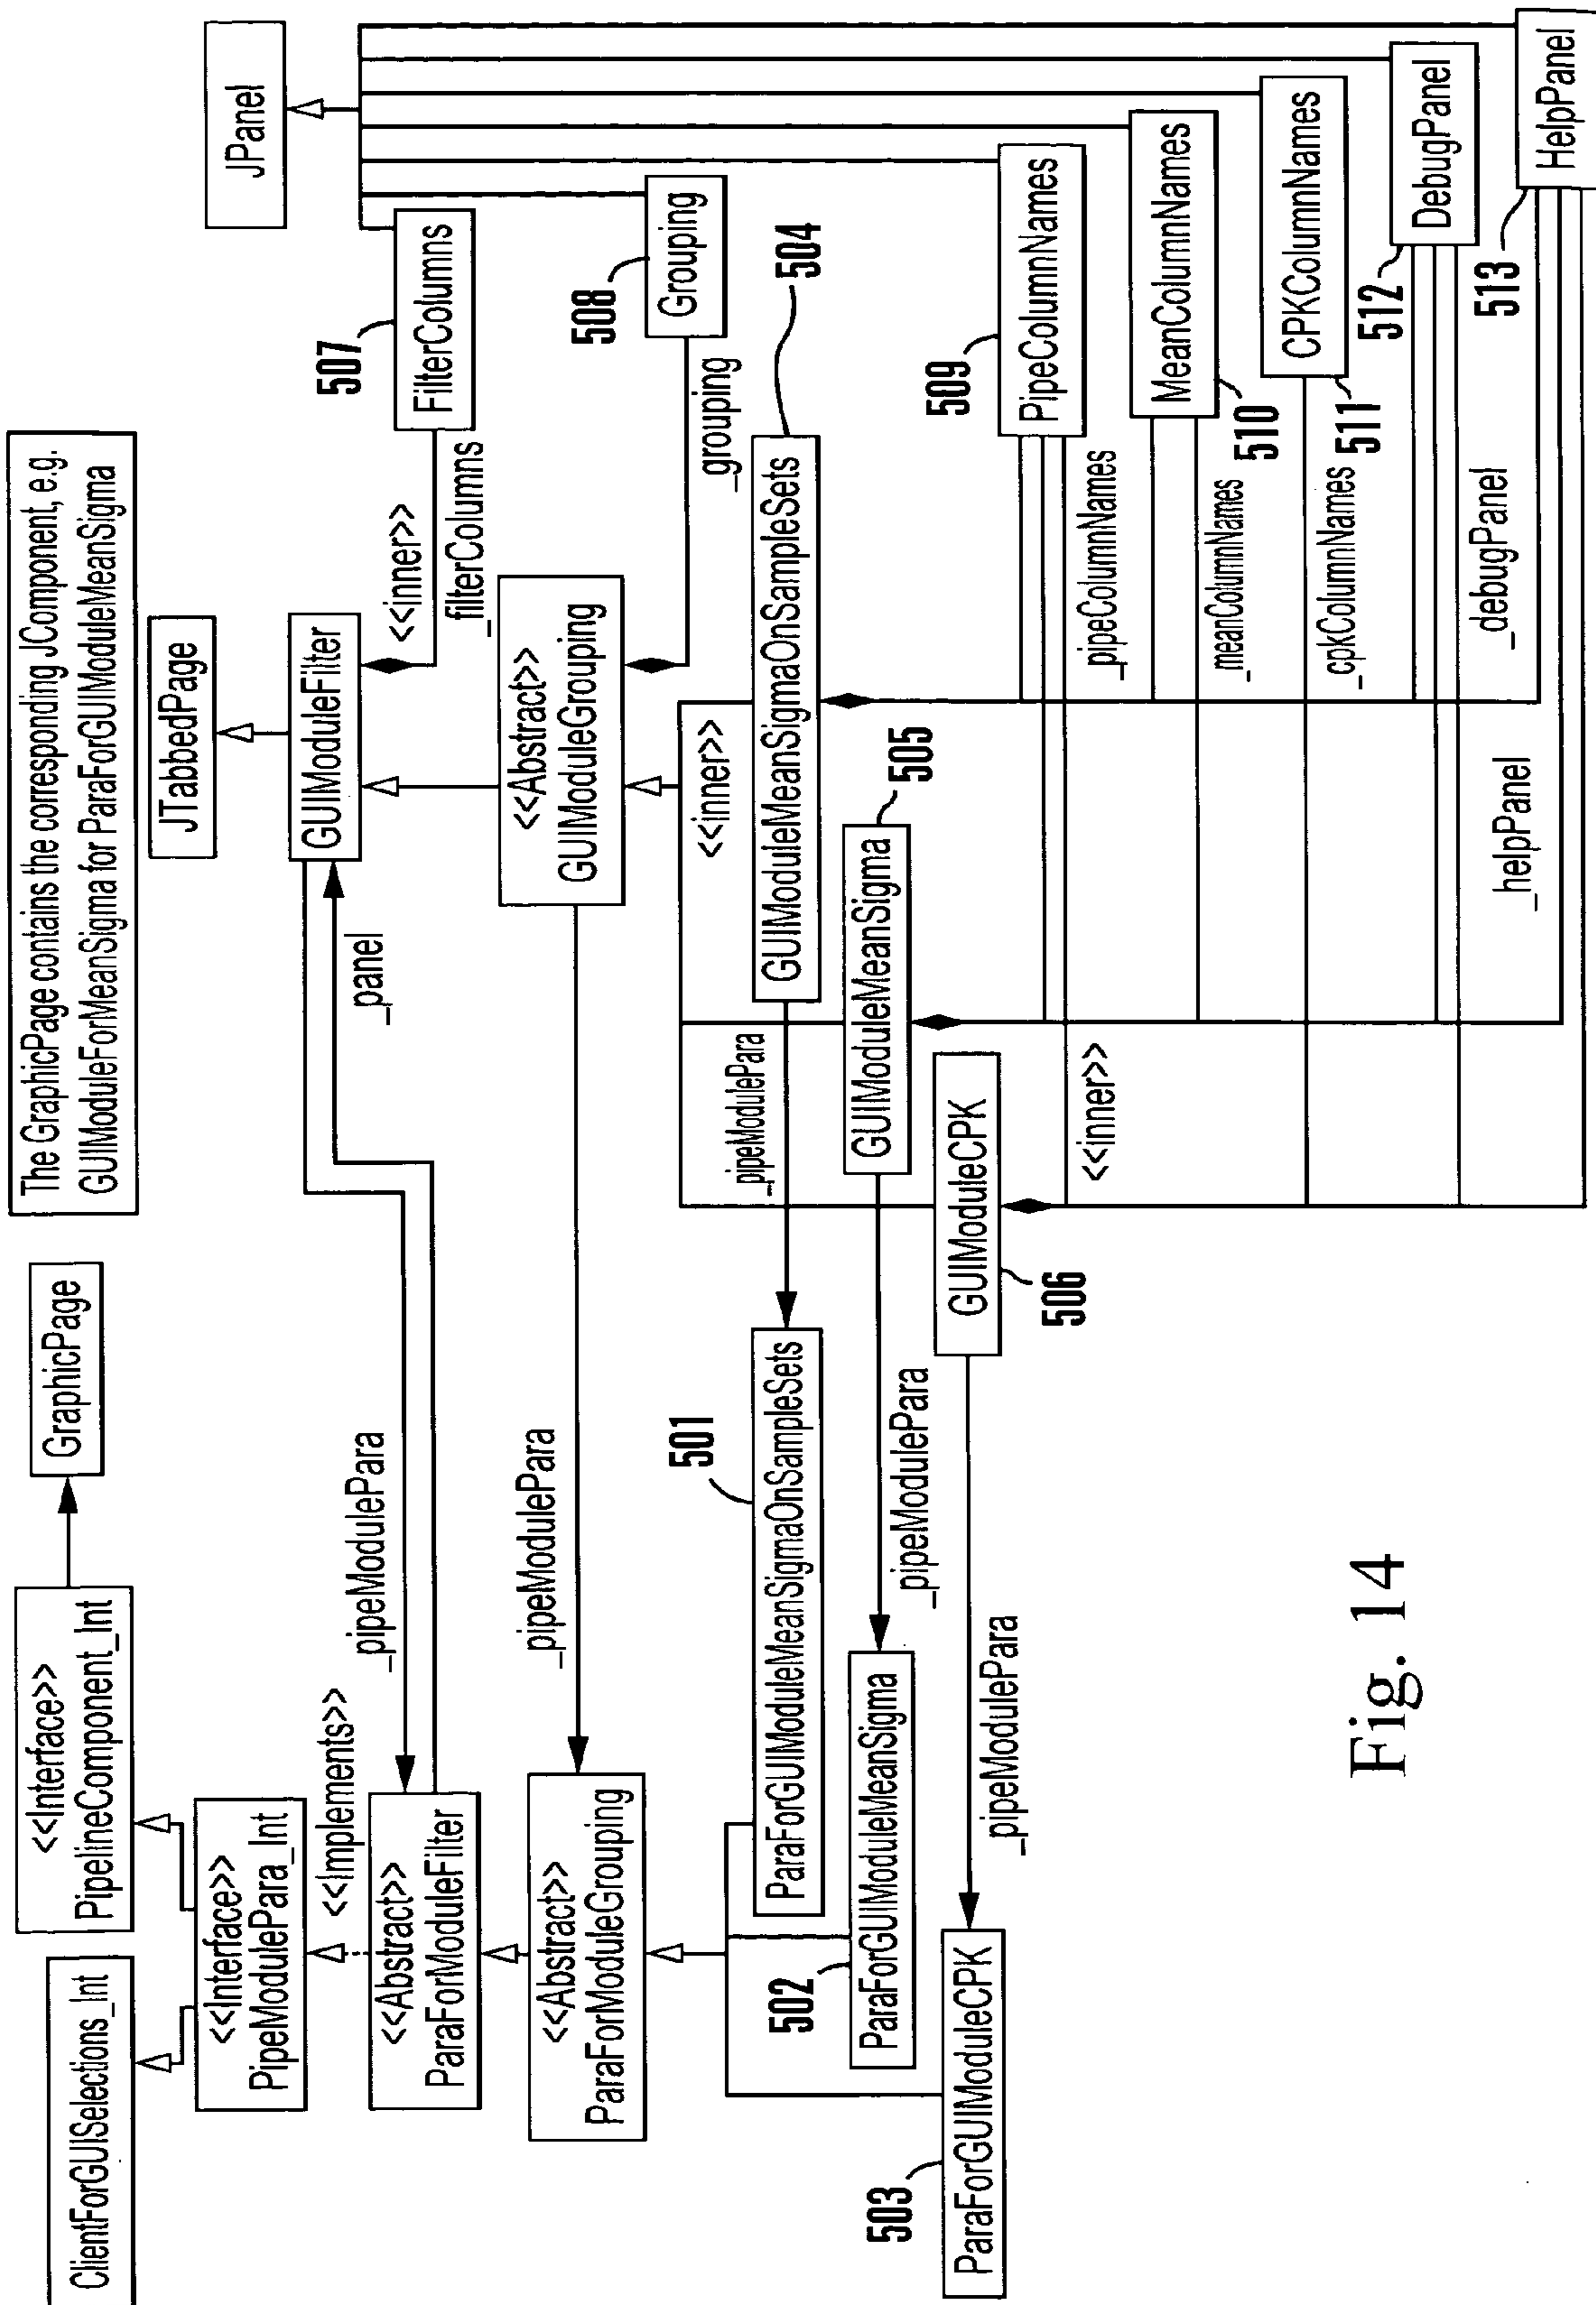 ClientForGUISelections_Int
<<Interface>>
PipelineComponent_Int
GraphicPage
The GraphicPage contains the corresponding JComponent, e.g.
GUIModuleForMeanSigma for ParaForGUIModuleMeanSigma
JTabbedPage
JPanel
<<Interface>>
PipeModulePara_Int
<<Implements>>
<<Abstract>>
ParaForModuleFilter
_pipeModulePara
_panel
GUIModuleFilter
<<inner>>
_filterColumns
507
FilterColumns
<<Abstract>>
ParaForModuleGrouping
_pipeModulePara
<<Abstract>>
GUIModuleGrouping
_grouping
508
Grouping
501
ParaForGUIModuleMeanSigmaOnSampleSets
_pipeModulePara
<<inner>>
GUIModuleMeanSigmaOnSampleSets
504
502
ParaForGUIModuleMeanSigma
_pipeModulePara
GUIModuleMeanSigma
505
503
ParaForGUIModuleCPK
_pipeModulePara
GUIModuleCPK
506
<<inner>>
509
PipeColumnNames
_pipeColumnNames
MeanColumnNames
510
_meanColumnNames
CPKColumnNames
511
_cpkColumnNames
DebugPanel
512
_debugPanel
513
HelpPanel
_helpPanel
Fig. 14